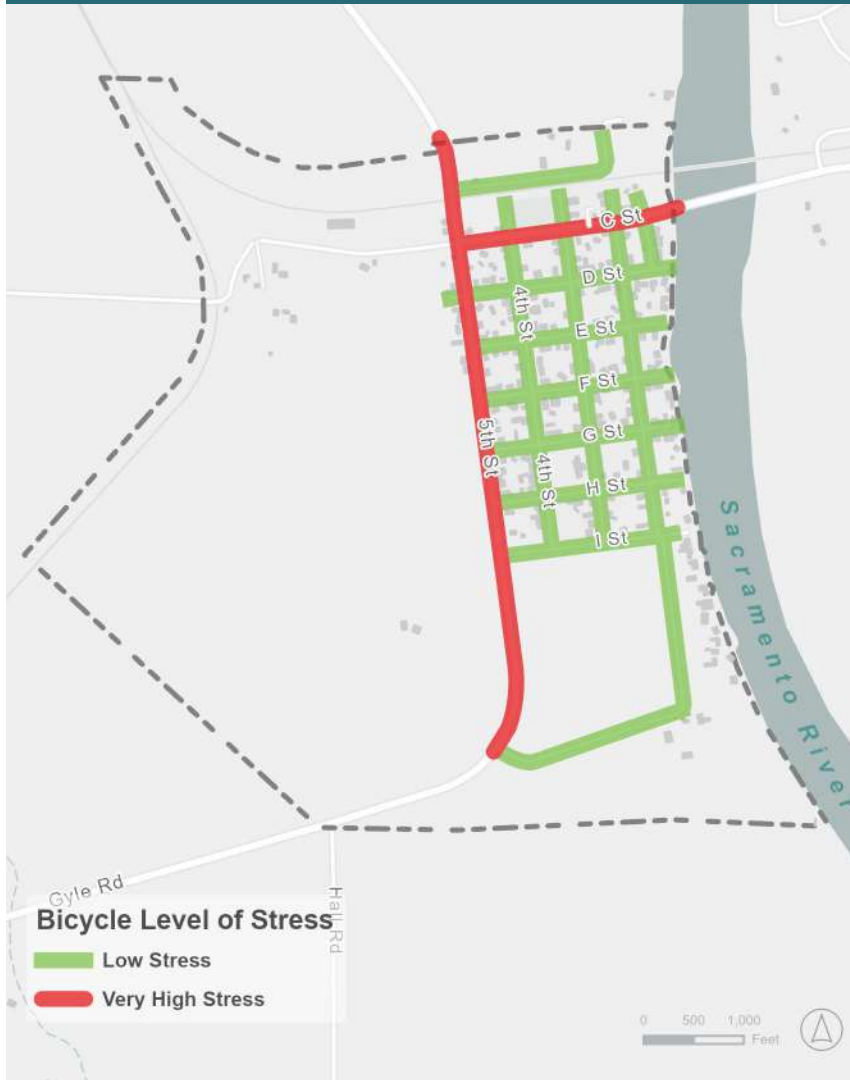 C St
D St
4th St
E St
F St
5th St
G St
4th St
H St
I St
Sacramento River
Gyle Rd
Hall Rd
Bicycle Level of Stress
Low Stress
Very High Stress
0 500 1,000
Feet